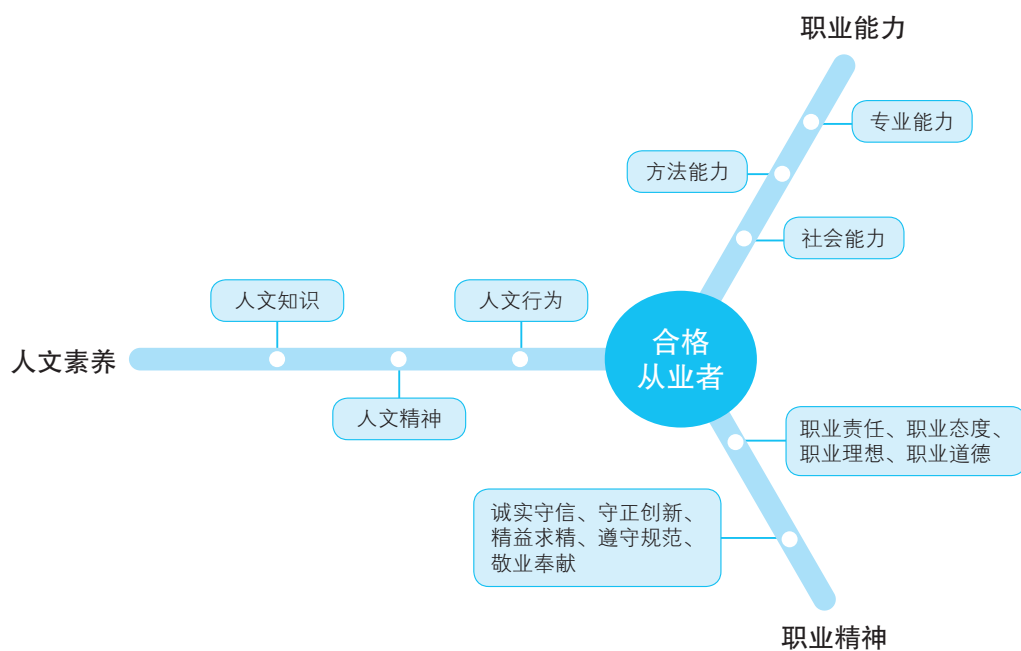 职业能力
专业能力
方法能力
社会能力
人文知识
人文行为
人文素养
合格
从业者
人文精神
职业责任、职业态度、
职业理想、职业道德
诚实守信、守正创新、
精益求精、遵守规范、
敬业奉献
职业精神